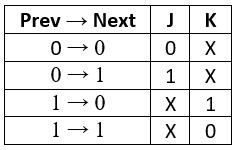 Prev → Next J K
0 → 0 0 X
0 → 1 1 X
1 → 0 X 1
1 → 1 X 0